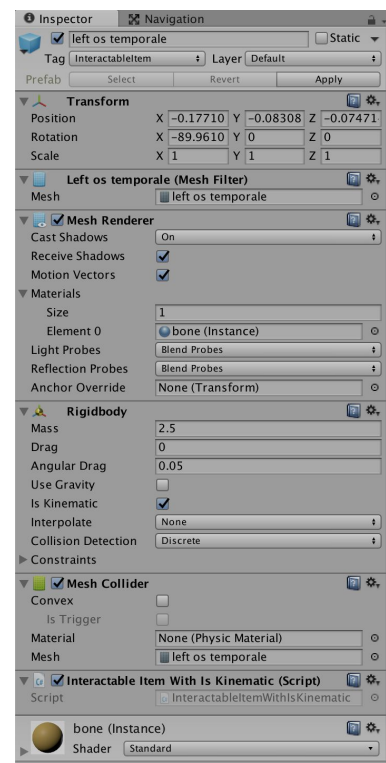 Inspector Navigation
left os temporale Static
Tag InteractableItem Layer Default
Prefab Select Revert Apply
Transform
Position X -0.17710 Y -0.08308 Z -0.07471
Rotation X -89.9610 Y 0 Z 0
Scale X 1 Y 1 Z 1
Left os temporale (Mesh Filter)
Mesh left os temporale
Mesh Renderer
Cast Shadows On
Receive Shadows
Motion Vectors
Materials
Size 1
Element 0 bone (Instance)
Light Probes Blend Probes
Reflection Probes Blend Probes
Anchor Override None (Transform)
Rigidbody
Mass 2.5
Drag 0
Angular Drag 0.05
Use Gravity
Is Kinematic
Interpolate None
Collision Detection Discrete
Constraints
Mesh Collider
Convex
Is Trigger
Material None (Physic Material)
Mesh left os temporale
Interactable Item With Is Kinematic (Script)
Script InteractableItemWithIsKinematic
bone (Instance)
Shader Standard